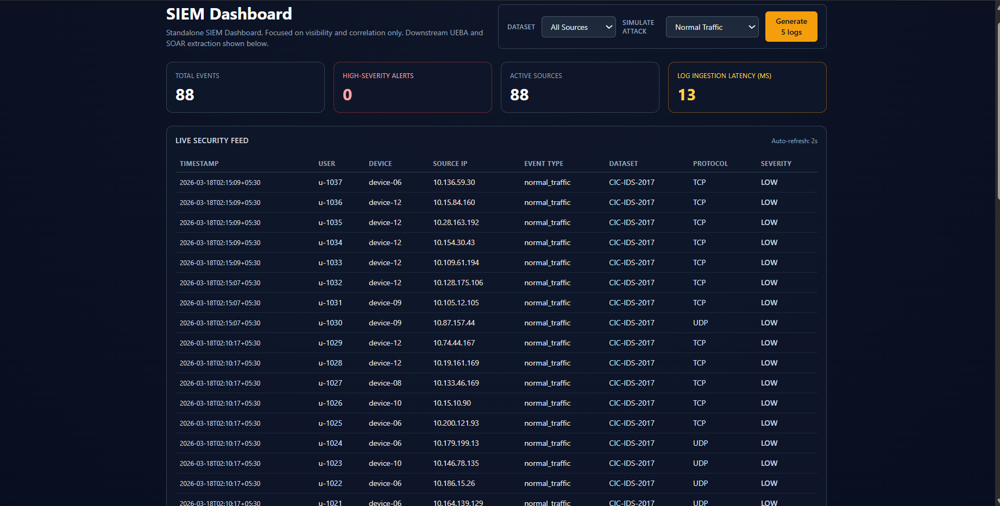 SIEM Dashboard
Standalone SIEM Dashboard. Focused on visibility and correlation only. Downstream UEBA and
SOAR extraction shown below.
DATASET
All Sources
SIMULATE
ATTACK
Normal Traffic
Generate
5 logs
TOTAL EVENTS
88
HIGH-SEVERITY ALERTS
0
ACTIVE SOURCES
88
LOG INGESTION LATENCY (MS)
13
LIVE SECURITY FEED
Auto-refresh: 2s
TIMESTAMP USER DEVICE SOURCE IP EVENT TYPE DATASET PROTOCOL SEVERITY
2026-03-18T02:15:09+05:30 u-1037 device-06 10.136.59.30 normal_traffic CIC-IDS-2017 TCP LOW
2026-03-18T02:15:09+05:30 u-1036 device-12 10.15.84.160 normal_traffic CIC-IDS-2017 TCP LOW
2026-03-18T02:15:09+05:30 u-1035 device-12 10.28.163.192 normal_traffic CIC-IDS-2017 TCP LOW
2026-03-18T02:15:09+05:30 u-1034 device-12 10.154.30.43 normal_traffic CIC-IDS-2017 TCP LOW
2026-03-18T02:15:09+05:30 u-1033 device-12 10.109.61.194 normal_traffic CIC-IDS-2017 TCP LOW
2026-03-18T02:15:07+05:30 u-1032 device-12 10.128.175.106 normal_traffic CIC-IDS-2017 TCP LOW
2026-03-18T02:15:07+05:30 u-1031 device-09 10.105.12.105 normal_traffic CIC-IDS-2017 TCP LOW
2026-03-18T02:15:07+05:30 u-1030 device-09 10.87.157.44 normal_traffic CIC-IDS-2017 UDP LOW
2026-03-18T02:10:17+05:30 u-1029 device-12 10.74.44.167 normal_traffic CIC-IDS-2017 TCP LOW
2026-03-18T02:10:17+05:30 u-1028 device-12 10.19.161.169 normal_traffic CIC-IDS-2017 TCP LOW
2026-03-18T02:10:17+05:30 u-1027 device-08 10.133.46.169 normal_traffic CIC-IDS-2017 TCP LOW
2026-03-18T02:10:17+05:30 u-1026 device-10 10.15.10.90 normal_traffic CIC-IDS-2017 TCP LOW
2026-03-18T02:10:17+05:30 u-1025 device-06 10.200.121.93 normal_traffic CIC-IDS-2017 TCP LOW
2026-03-18T02:10:17+05:30 u-1024 device-06 10.179.199.13 normal_traffic CIC-IDS-2017 UDP LOW
2026-03-18T02:10:17+05:30 u-1023 device-10 10.146.78.135 normal_traffic CIC-IDS-2017 UDP LOW
2026-03-18T02:10:17+05:30 u-1022 device-06 10.186.15.26 normal_traffic CIC-IDS-2017 UDP LOW
2026-03-18T02:10:17+05:30 u-1021 device-06 10.164.139.129 normal_traffic CIC-IDS-2017 UDP LOW